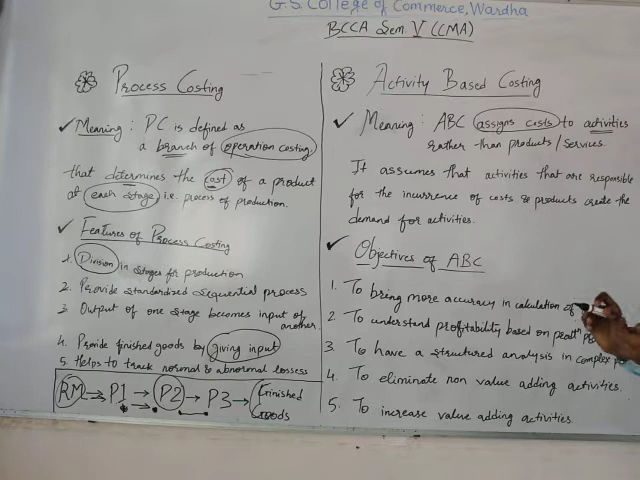 G.S. College of Commerce, Wardha
BCCA Sem V (CMA)
Process Costing
✓ Meaning : PC is defined as
a branch of operation costing
that determines the cost of a product
at each stage i.e. process of production.
✓ Features of Process Costing
1. Division in stages for production
2. Provide standardised sequential process
3. Output of one stage becomes input of
another.
4. Provide finished goods by giving input
5. Helps to track normal & abnormal lossess
RM → P1 → P2 → P3 → Finished
Goods
Activity Based Costing
✓ Meaning : ABC assigns costs to activities
rather than products/services.
It assumes that activities that are responsible
for the incurrence of costs & products create the
demand for activities.
✓ Objectives of ABC
1. To bring more accuracy in calculation of
2. To understand profitability based on
3. To have a structured analysis in complex
4. To eliminate non value adding activities.
5. To increase value adding activities.